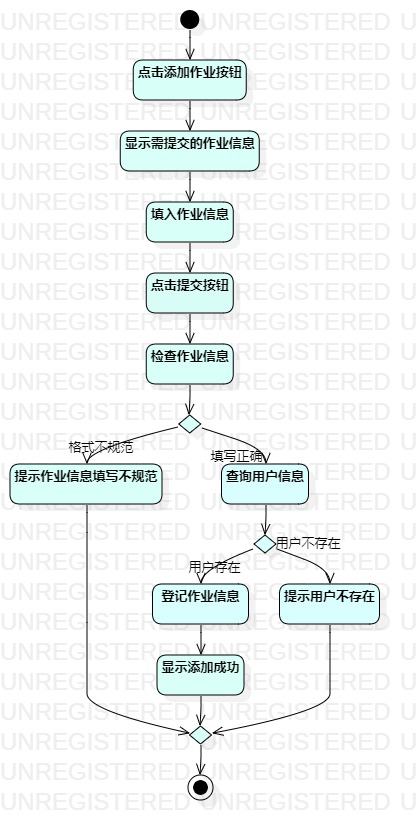 点击添加作业按钮
显示需提交的作业信息
填入作业信息
点击提交按钮
检查作业信息
格式不规范
填写正确
提示作业信息填写不规范
查询用户信息
用户不存在
用户存在
登记作业信息
提示用户不存在
显示添加成功
UNREGISTERED